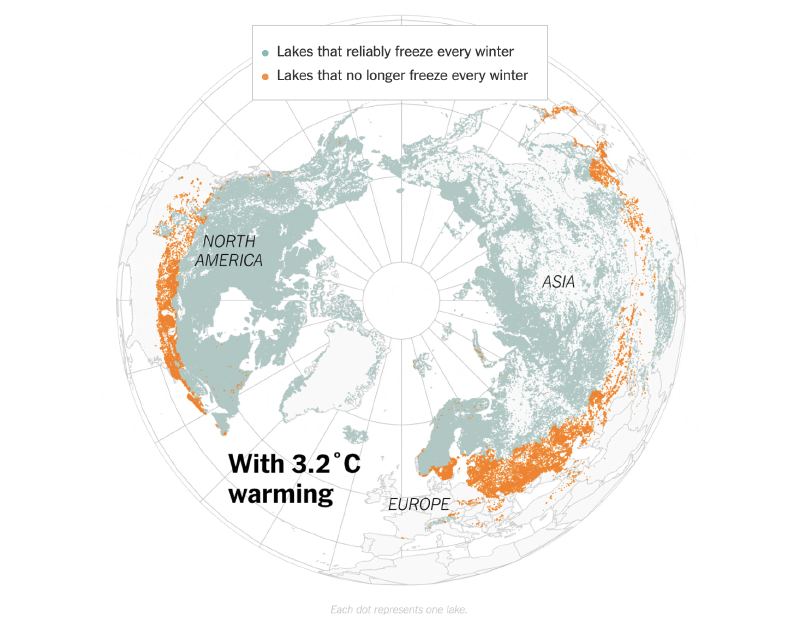 Lakes that reliably freeze every winter
Lakes that no longer freeze every winter
NORTH
AMERICA
ASIA
With 3.2˚C
warming
EUROPE
Each dot represents one lake.